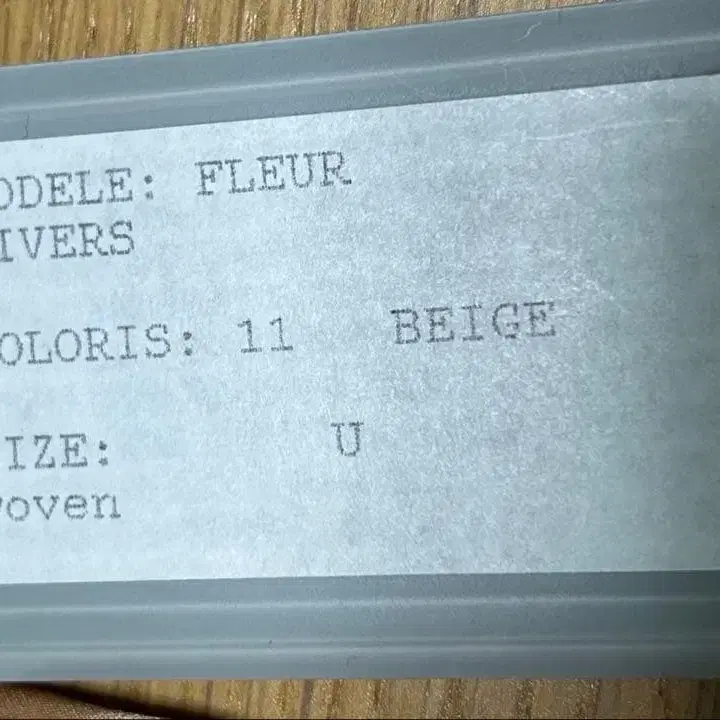 ODELE: FLEUR
IVERS
OLORIS: 11 BEIGE
IZE: U
oven